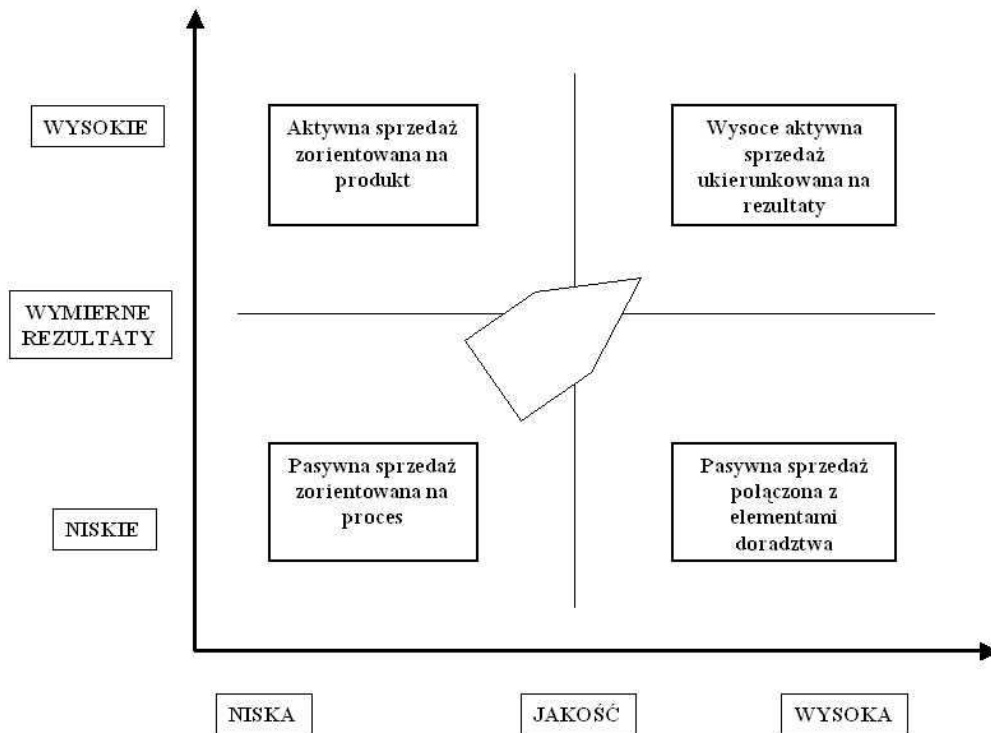 WYSOKIE
Aktywna sprzedaż
zorientowana na
produkt
Wysoce aktywna
sprzedaż
ukierunkowana na
rezultaty
WYMIERNE
REZULTATY
NISKIE
Pasywna sprzedaż
zorientowana na
proces
Pasywna sprzedaż
połączona z
elementami
doradztwa
NISKA
JAKOŚĆ
WYSOKA